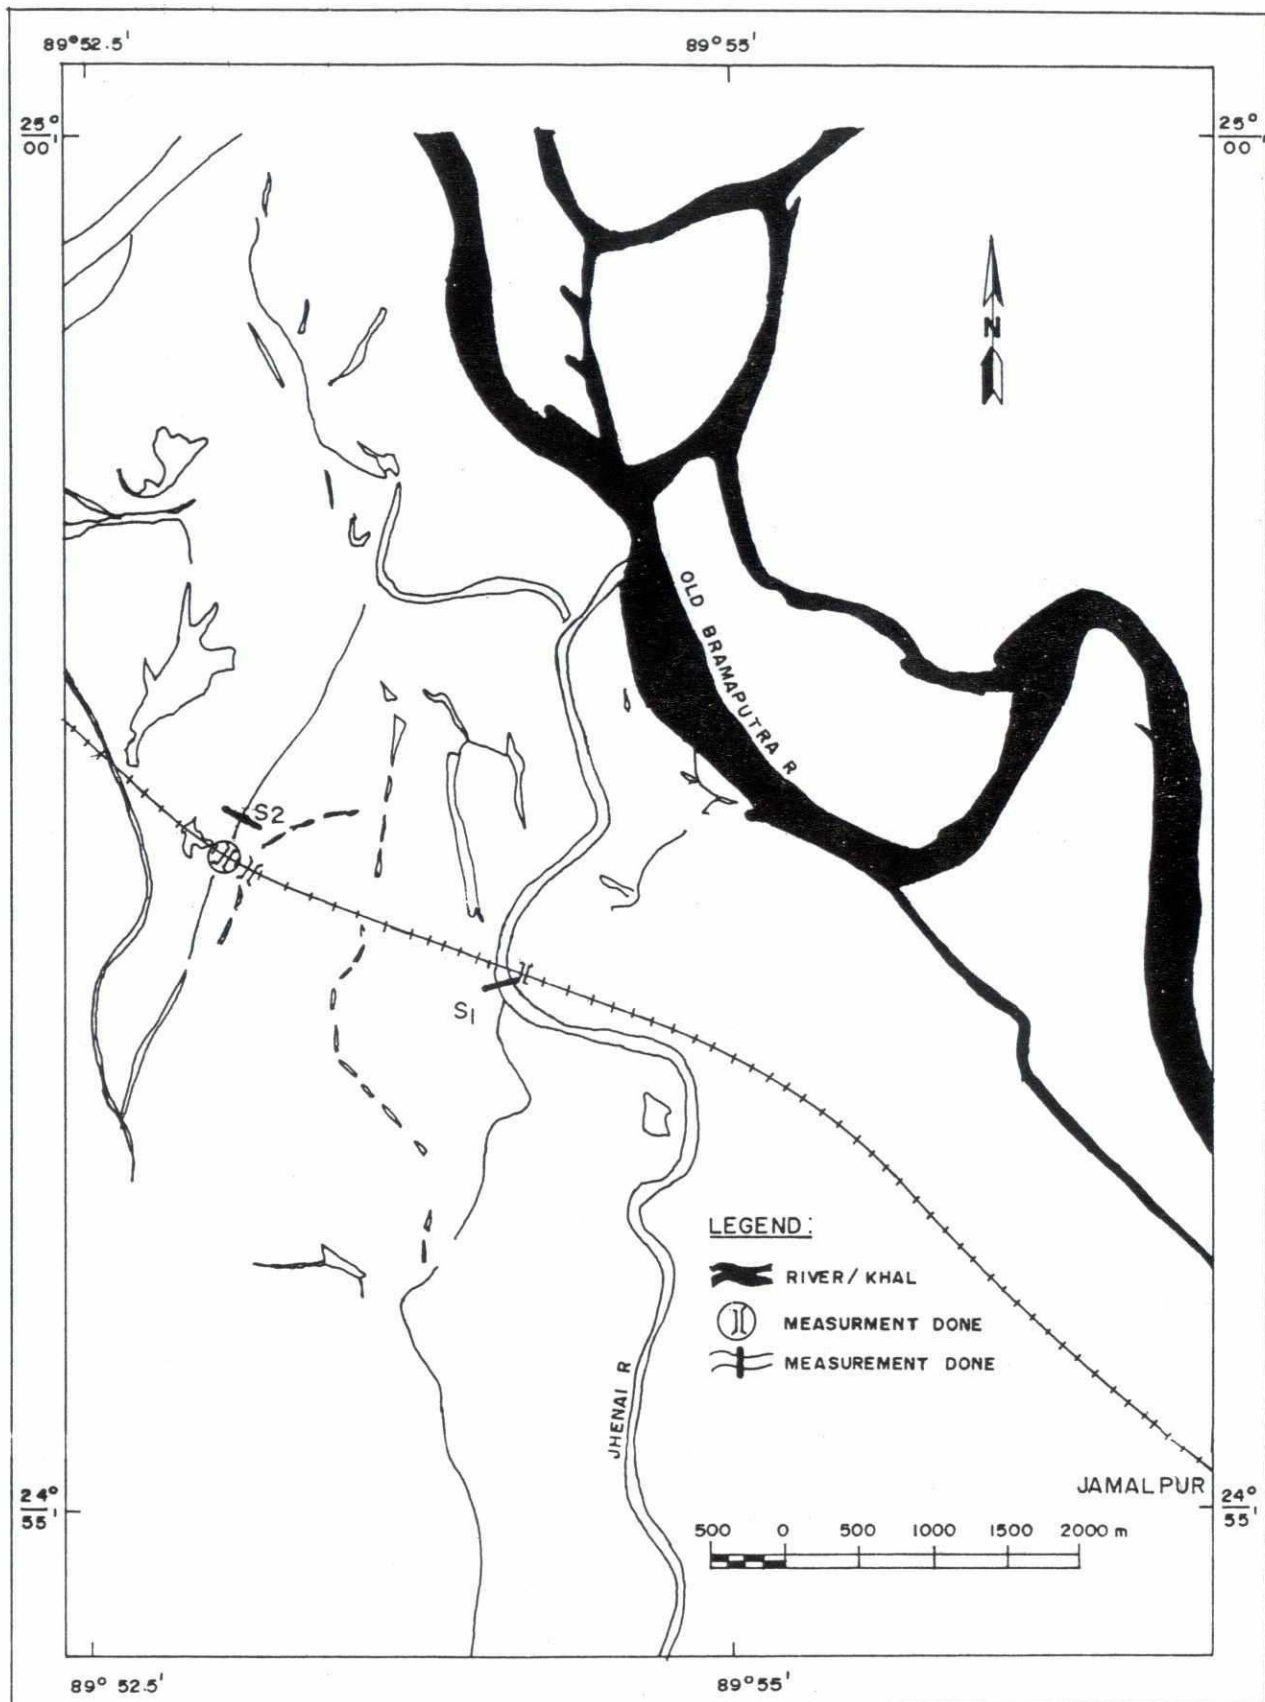 89° 52.5'
89° 55'
25°
00'
25°
00'
N
OLD BRAMAPUTRA R
S2
S1
LEGEND:
RIVER/ KHAL
MEASURMENT DONE
MEASUREMENT DONE
JHENAI R
JAMALPUR
24°
55'
24°
55'
500 0 500 1000 1500 2000 m
89° 52.5'
89° 55'